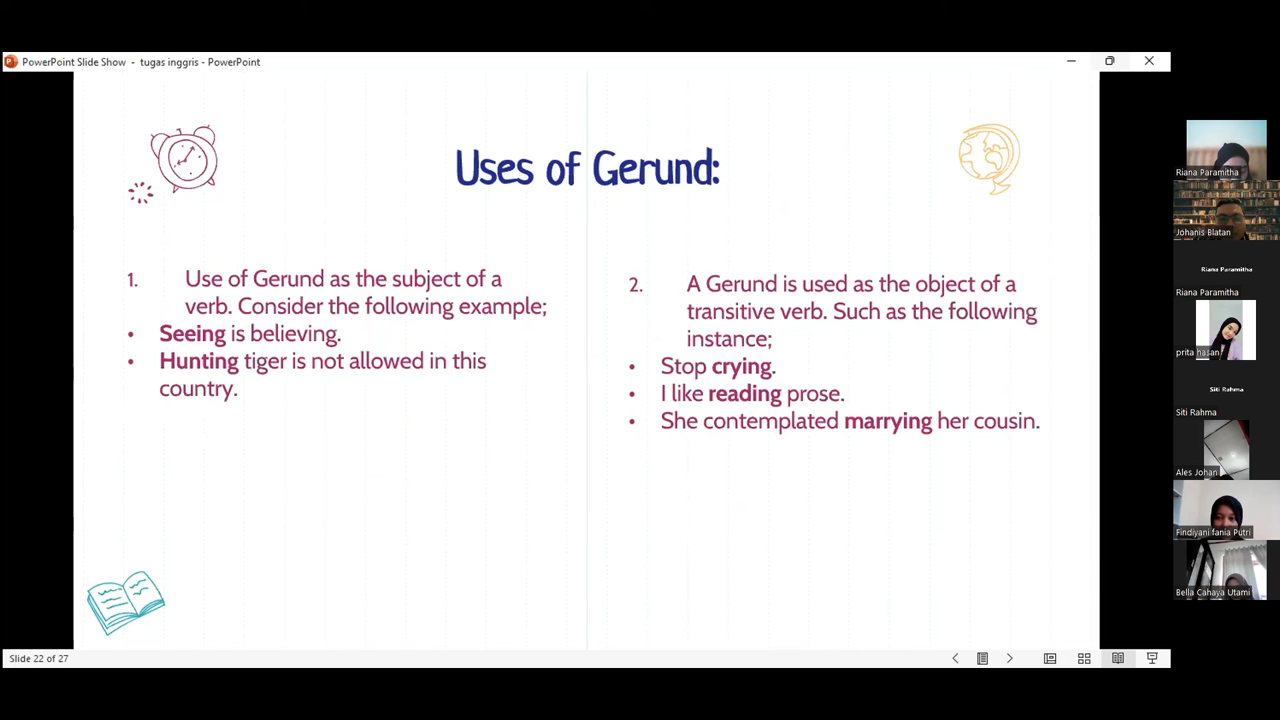 PowerPoint Slide Show - tugas inggris - PowerPoint
Uses of Gerund:
1. Use of Gerund as the subject of a
verb. Consider the following example;
• Seeing is believing.
• Hunting tiger is not allowed in this
country.
2. A Gerund is used as the object of a
transitive verb. Such as the following
instance;
• Stop crying.
• I like reading prose.
• She contemplated marrying her cousin.
Slide 22 of 27
Riana Paramitha
Johanis Blatan
Riana Paramitha
Riana Paramitha
prita hasan
Siti Rahma
Siti Rahma
Ales Johan
Findiyani fania Putri
Bella Cahaya Utami